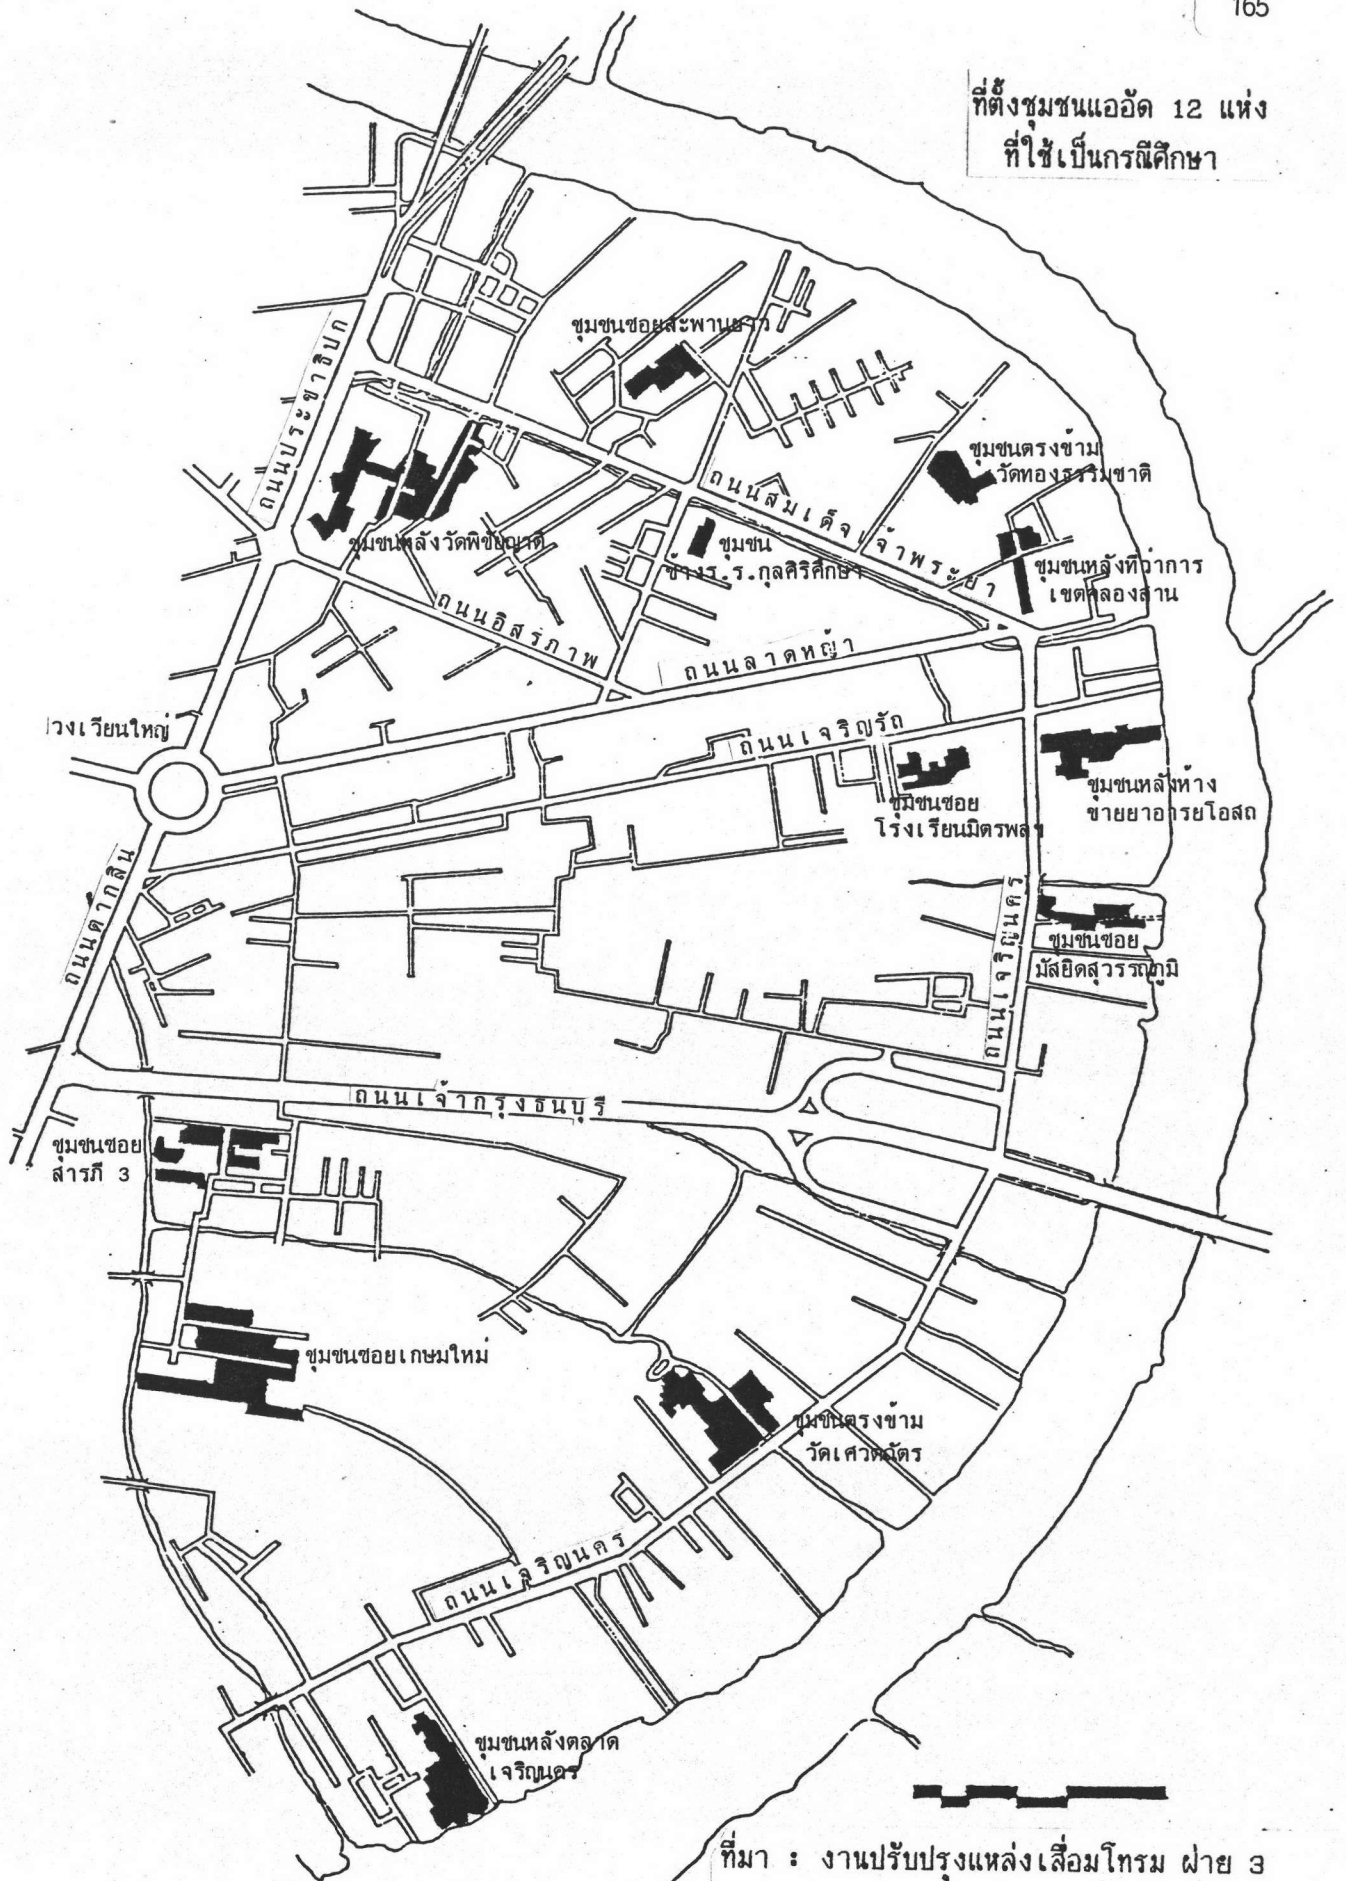 165
ที่ตั้งชุมชนแออัด 12 แห่ง
ที่ใช้เป็นกรณีศึกษา
ถนนประชาธิปก
ชุมชนซอยสะพานยาว
ชุมชนตรงข้าม
วัดทองธรรมชาติ
ถนนสมเด็จเจ้าพระยา
ชุมชนหลังวัดพิชัยญาติ
ชุมชน
ข้างร.ร.กุลศิริศึกษา
ชุมชนหลังที่ว่าการ
เขตคลองสาน
ถนนอิสรภาพ
ถนนลาดหญ้า
วงเวียนใหญ่
ถนนเจริญรัถ
ชุมชนซอย
โรงเรียนมิตรพลฯ
ชุมชนหลังห้าง
ขายยาอารยโอสถ
ถนนตากสิน
ถนนเจริญนคร
ชุมชนซอย
มัสยิดสุวรรณภูมิ
ถนนเจ้ากรุงธนบุรี
ชุมชนซอย
สารภี 3
ชุมชนซอยเกษมใหม่
ชุมชนตรงข้าม
วัดเศวตฉัตร
ถนนเจริญนคร
ชุมชนหลังตลาด
เจริญนคร
ที่มา : งานปรับปรุงแหล่งเสื่อมโทรม ฝ่าย 3